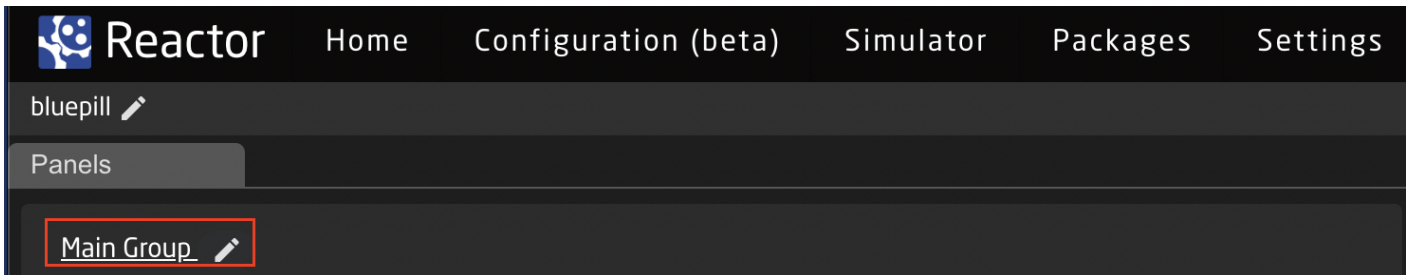 Reactor Home Configuration (beta) Simulator Packages Settings
bluepill
Panels
Main Group